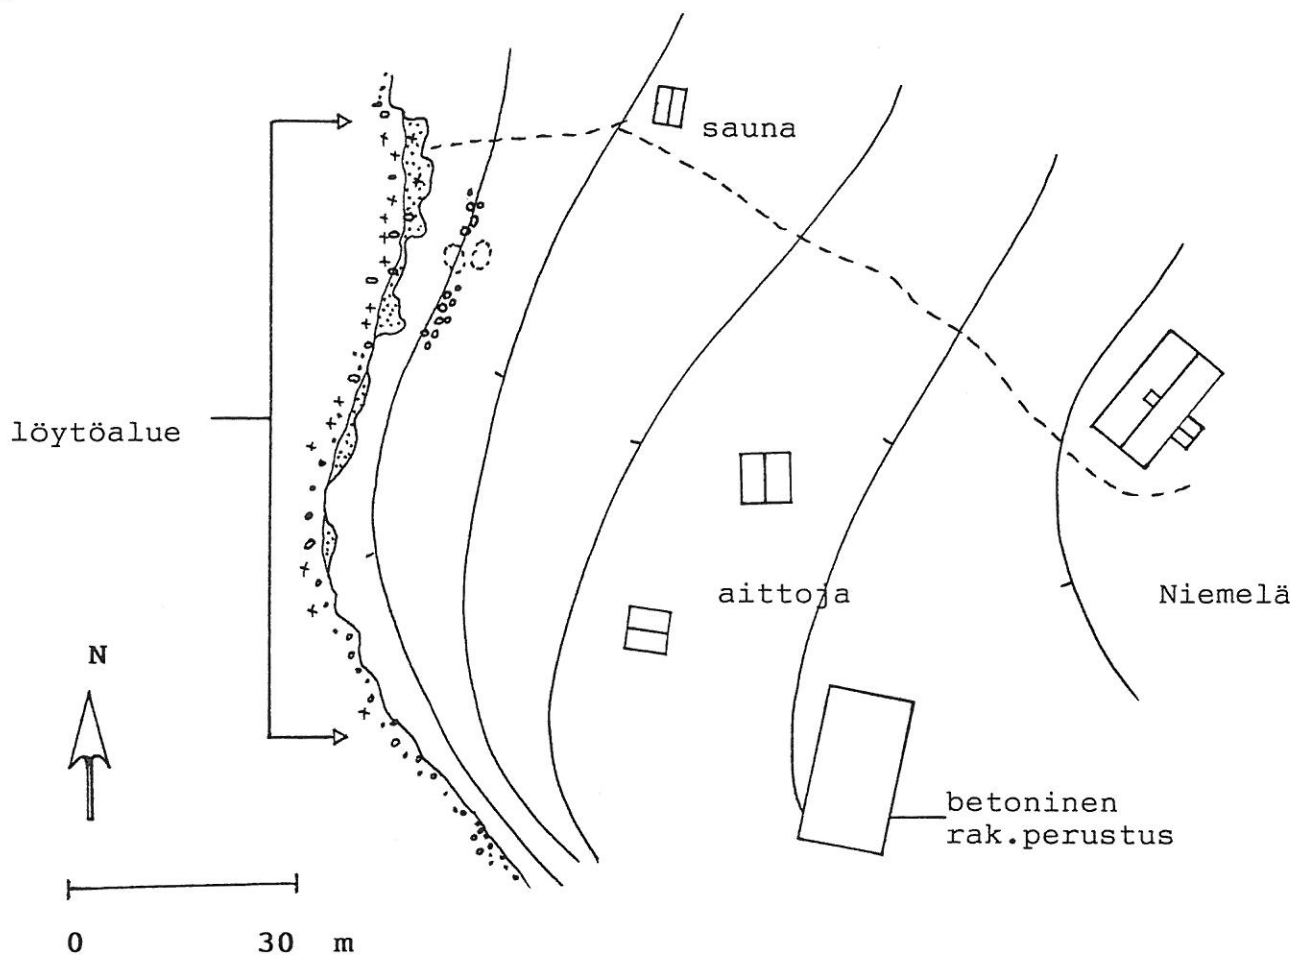 sauna
löytöalue
aittoja
Niemelä
N
betoninen
rak.perustus
0 30 m